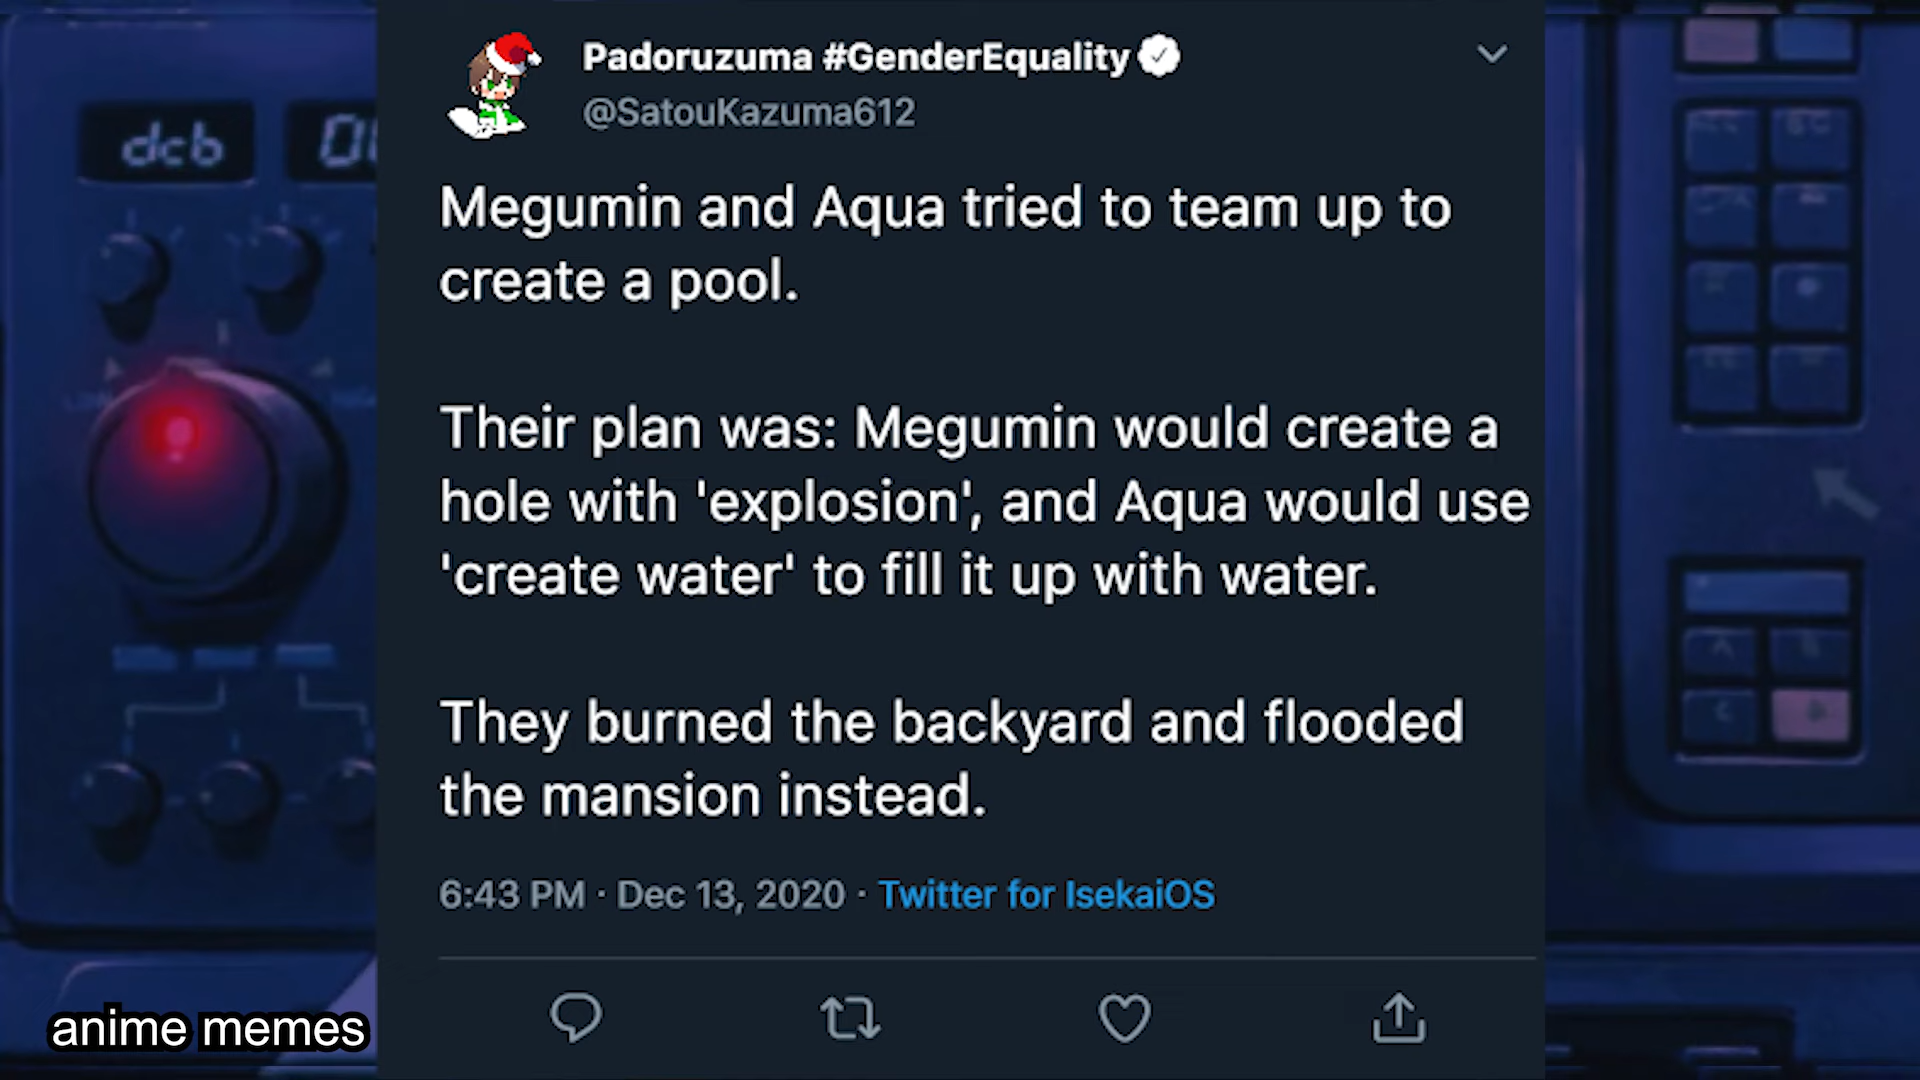 Padoruzuma #GenderEquality
@SatouKazuma612
dcb
Megumin and Aqua tried to team up to
create a pool.
Their plan was: Megumin would create a
hole with 'explosion', and Aqua would use
'create water' to fill it up with water.
They burned the backyard and flooded
the mansion instead.
6:43 PM · Dec 13, 2020 · Twitter for IsekaiOS
anime memes